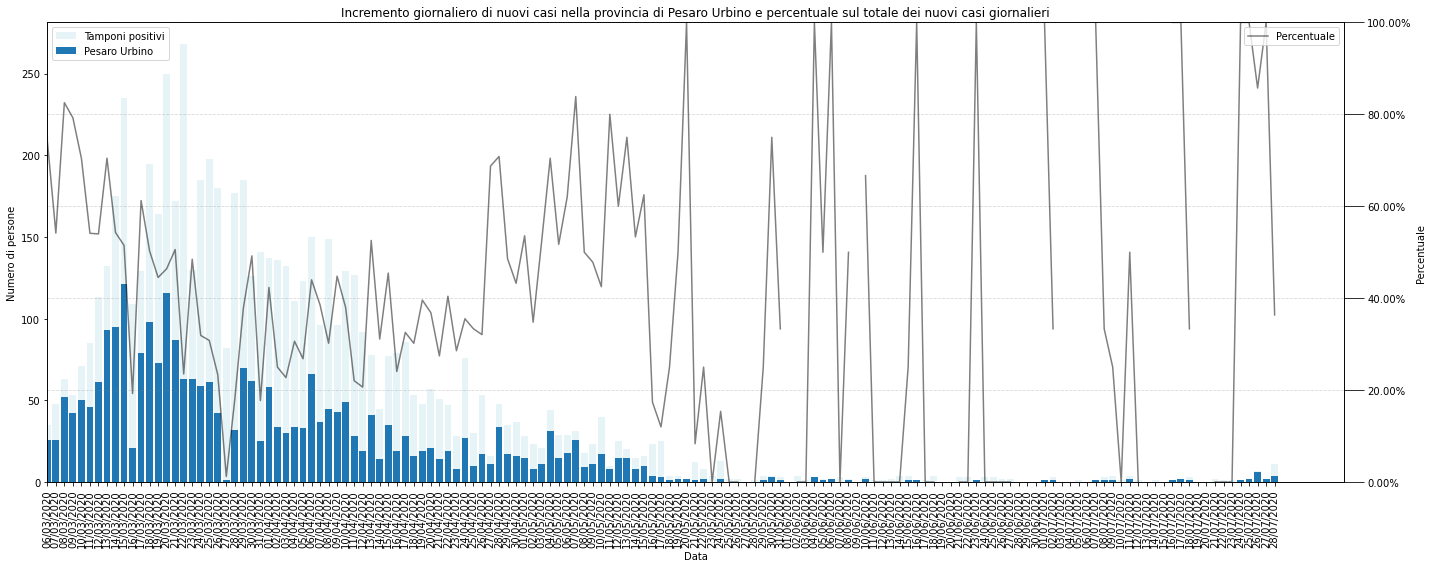 Incremento giornaliero di nuovi casi nella provincia di Pesaro Urbino e percentuale sul totale dei nuovi casi giornalieri
Tamponi positivi
Pesaro Urbino
Percentuale
250
200
150
100
50
0
Numero di persone
100.00%
80.00%
60.00%
40.00%
20.00%
0.00%
Percentuale
06/03/2020 07/03/2020 08/03/2020 09/03/2020 10/03/2020 11/03/2020 12/03/2020 13/03/2020 14/03/2020 15/03/2020 16/03/2020 17/03/2020 18/03/2020 19/03/2020 20/03/2020 21/03/2020 22/03/2020 23/03/2020 24/03/2020 25/03/2020 26/03/2020 27/03/2020 28/03/2020 29/03/2020 30/03/2020 31/03/2020 01/04/2020 02/04/2020 03/04/2020 04/04/2020 05/04/2020 06/04/2020 07/04/2020 08/04/2020 09/04/2020 10/04/2020 11/04/2020 12/04/2020 13/04/2020 14/04/2020 15/04/2020 16/04/2020 17/04/2020 18/04/2020 19/04/2020 20/04/2020 21/04/2020 22/04/2020 23/04/2020 24/04/2020 25/04/2020 26/04/2020 27/04/2020 28/04/2020 29/04/2020 30/04/2020 01/05/2020 02/05/2020 03/05/2020 04/05/2020 05/05/2020 06/05/2020 07/05/2020 08/05/2020 09/05/2020 10/05/2020 11/05/2020 12/05/2020 13/05/2020 14/05/2020 15/05/2020 16/05/2020 17/05/2020 18/05/2020 19/05/2020 20/05/2020 21/05/2020 22/05/2020 23/05/2020 24/05/2020 25/05/2020 26/05/2020 27/05/2020 28/05/2020 29/05/2020 30/05/2020 31/05/2020 01/06/2020 02/06/2020 03/06/2020 04/06/2020 05/06/2020 06/06/2020 07/06/2020 08/06/2020 09/06/2020 10/06/2020 11/06/2020 12/06/2020 13/06/2020 14/06/2020 15/06/2020 16/06/2020 17/06/2020 18/06/2020 19/06/2020 20/06/2020 21/06/2020 22/06/2020 23/06/2020 24/06/2020 25/06/2020 26/06/2020 27/06/2020 28/06/2020 29/06/2020 30/06/2020 01/07/2020 02/07/2020 03/07/2020 04/07/2020 05/07/2020 06/07/2020 07/07/2020 08/07/2020 09/07/2020 10/07/2020 11/07/2020 12/07/2020 13/07/2020 14/07/2020 15/07/2020 16/07/2020 17/07/2020 18/07/2020 19/07/2020 20/07/2020 21/07/2020 22/07/2020 23/07/2020 24/07/2020 25/07/2020 26/07/2020 27/07/2020 28/07/2020
Data